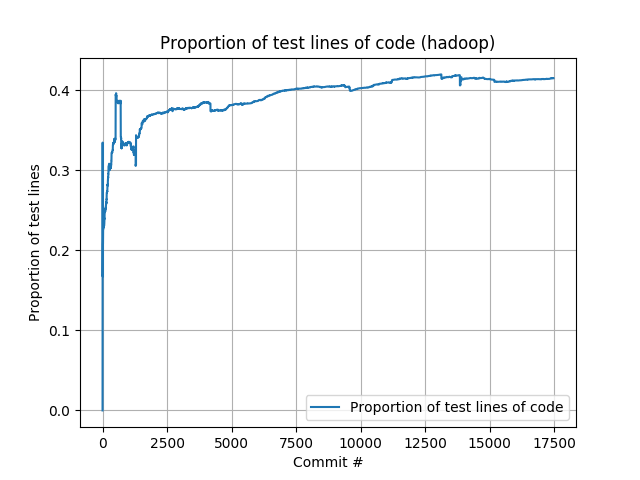 Proportion of test lines of code (hadoop)
Proportion of test lines
0.4
0.3
0.2
0.1
0.0
Proportion of test lines of code
0 2500 5000 7500 10000 12500 15000 17500
Commit #